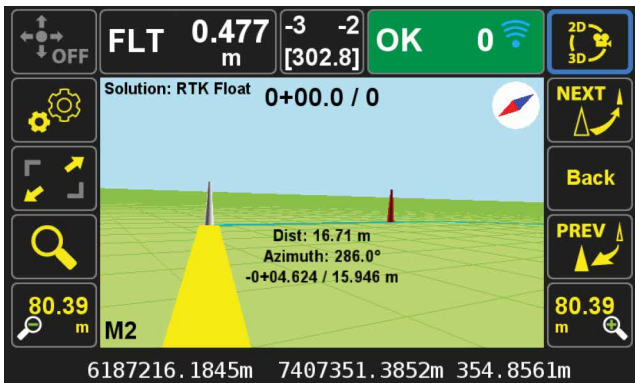 OFF
FLT 0.477 m
-3 -2
[302.8]
OK 0
2D
3D
Solution: RTK Float
0+00.0 / 0
NEXT
Back
PREV
Dist: 16.71 m
Azimuth: 286.0°
-0+04.624 / 15.946 m
80.39
m
M2
80.39
m
6187216.1845m 7407351.3852m 354.8561m